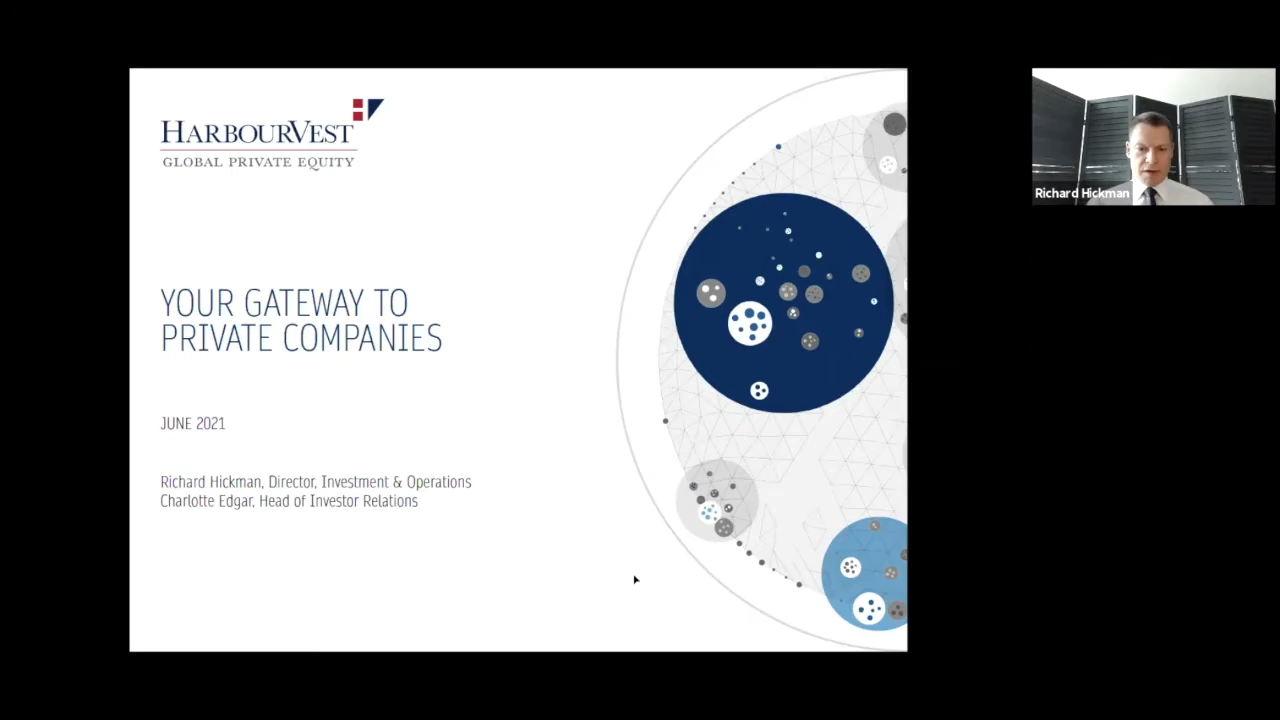 HARBOURVEST
GLOBAL PRIVATE EQUITY
YOUR GATEWAY TO
PRIVATE COMPANIES
JUNE 2021
Richard Hickman, Director, Investment & Operations
Charlotte Edgar, Head of Investor Relations
Richard Hickman